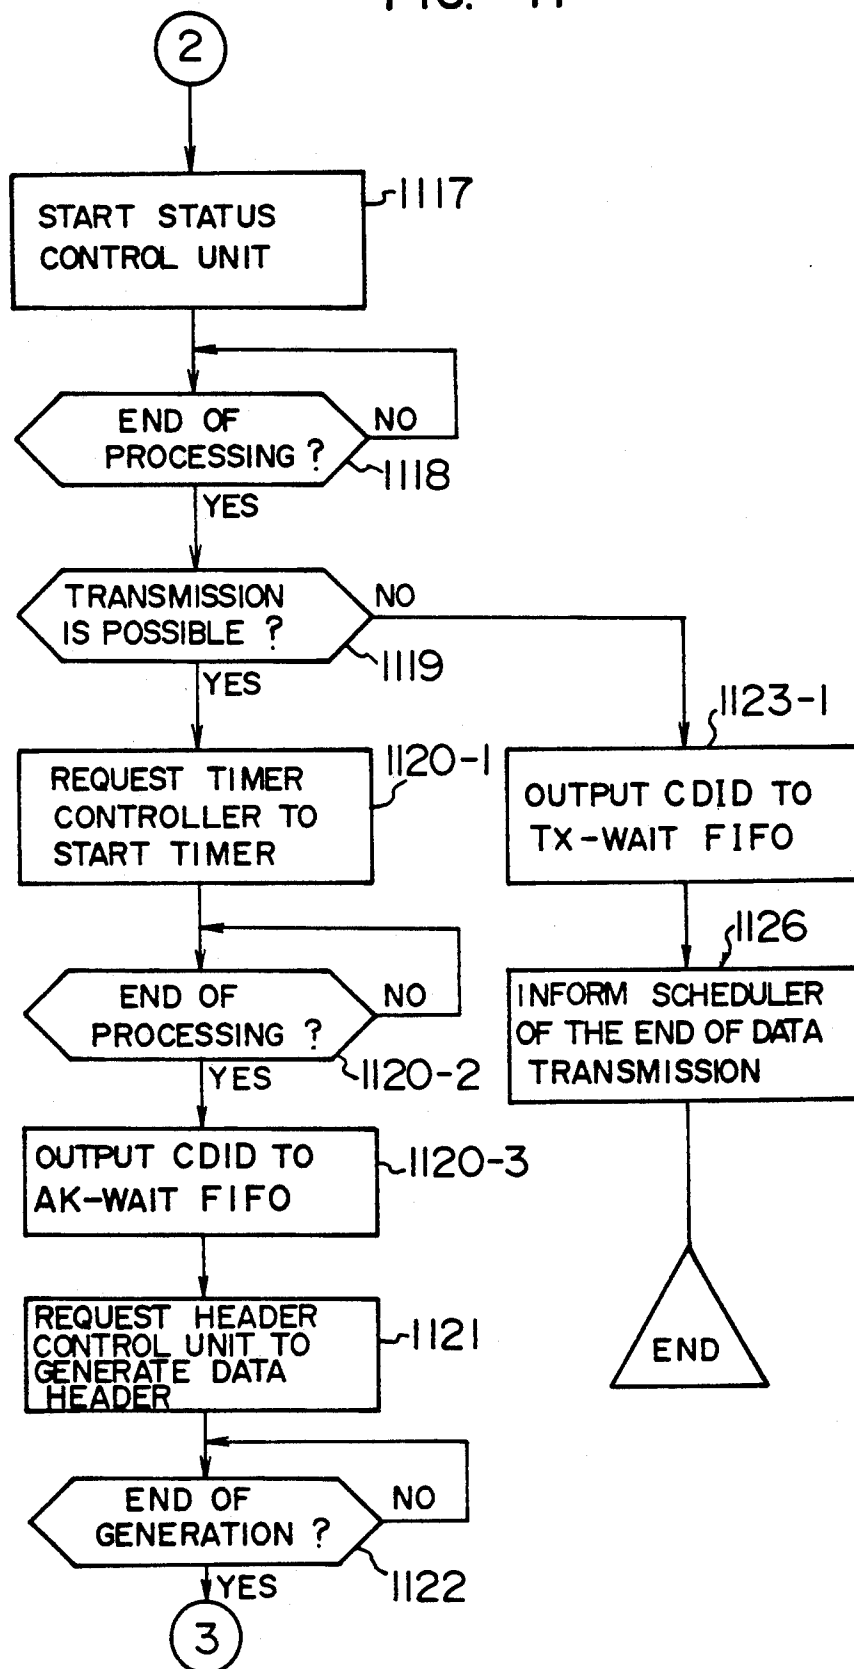 2
START STATUS
CONTROL UNIT
1117
END OF
PROCESSING ?
NO
1118
YES
TRANSMISSION
IS POSSIBLE ?
NO
1119
YES
REQUEST TIMER
CONTROLLER TO
START TIMER
1120-1
1123-1
OUTPUT CDID TO
TX-WAIT FIFO
END OF
PROCESSING ?
NO
1120-2
YES
1126
INFORM SCHEDULER
OF THE END OF DATA
TRANSMISSION
OUTPUT CDID TO
AK-WAIT FIFO
1120-3
REQUEST HEADER
CONTROL UNIT TO
GENERATE DATA
HEADER
1121
END
END OF
GENERATION ?
NO
1122
YES
3